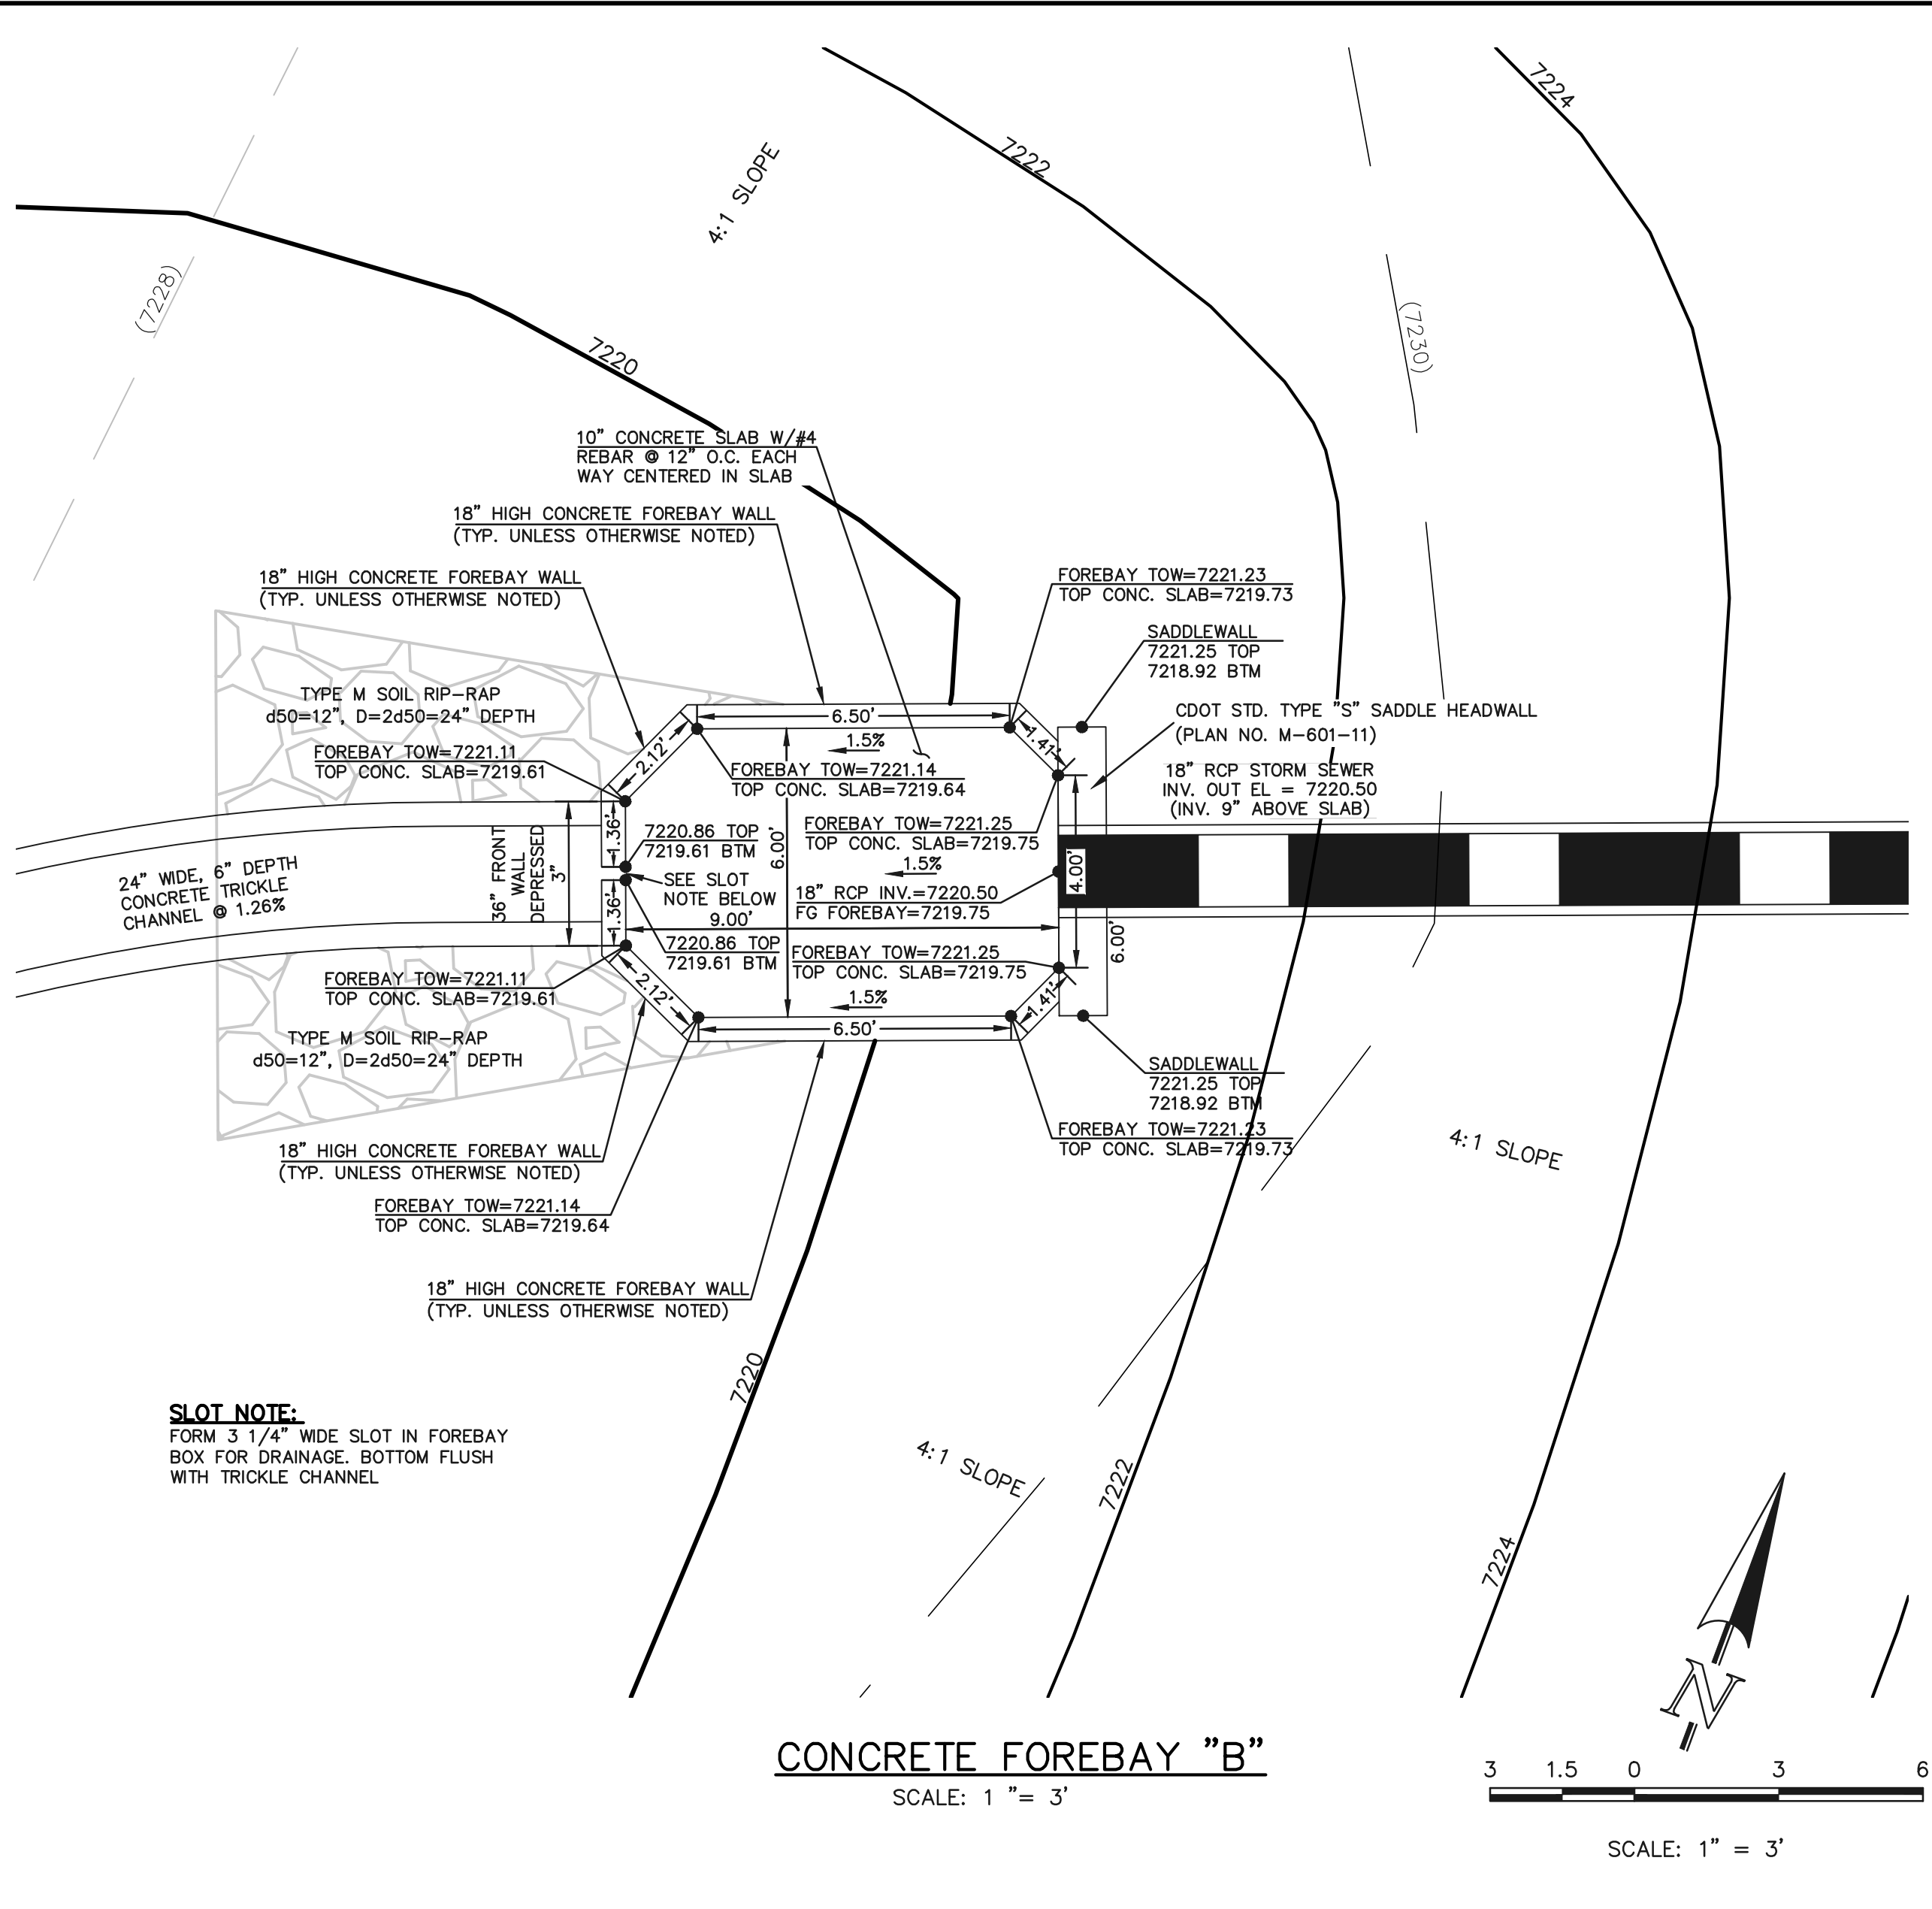 7224
7222
4:1 SLOPE
(7228)
(7230)
7220
10” CONCRETE SLAB W/#4
REBAR @ 12” O.C. EACH
WAY CENTERED IN SLAB
18” HIGH CONCRETE FOREBAY WALL
(TYP. UNLESS OTHERWISE NOTED)
18” HIGH CONCRETE FOREBAY WALL
(TYP. UNLESS OTHERWISE NOTED)
FOREBAY TOW=7221.23
TOP CONC. SLAB=7219.73
SADDLEWALL
7221.25 TOP
7218.92 BTM
TYPE M SOIL RIP-RAP
d50=12”, D=2d50=24” DEPTH
CDOT STD. TYPE ”S” SADDLE HEADWALL
(PLAN NO. M-601-11)
6.50’
1.5%
1.41’
2.12’
FOREBAY TOW=7221.11
TOP CONC. SLAB=7219.61
FOREBAY TOW=7221.14
TOP CONC. SLAB=7219.64
18” RCP STORM SEWER
INV. OUT EL = 7220.50
(INV. 9” ABOVE SLAB)
1.36’
7220.86 TOP
7219.61 BTM
6.00’
FOREBAY TOW=7221.25
TOP CONC. SLAB=7219.75
1.5%
4.00’
24” WIDE, 6” DEPTH
CONCRETE TRICKLE
CHANNEL @ 1.26%
36” FRONT
WALL
DEPRESSED
3”
SEE SLOT
NOTE BELOW
9.00’
18” RCP INV.=7220.50
FG FOREBAY=7219.75
1.36’
7220.86 TOP
7219.61 BTM
FOREBAY TOW=7221.25
TOP CONC. SLAB=7219.75
6.00’
FOREBAY TOW=7221.11
TOP CONC. SLAB=7219.61
2.12’
1.5%
1.41’
6.50’
TYPE M SOIL RIP-RAP
d50=12”, D=2d50=24” DEPTH
SADDLEWALL
7221.25 TOP
7218.92 BTM
FOREBAY TOW=7221.23
TOP CONC. SLAB=7219.73
4:1 SLOPE
18” HIGH CONCRETE FOREBAY WALL
(TYP. UNLESS OTHERWISE NOTED)
FOREBAY TOW=7221.14
TOP CONC. SLAB=7219.64
18” HIGH CONCRETE FOREBAY WALL
(TYP. UNLESS OTHERWISE NOTED)
7220
SLOT NOTE:
FORM 3 1/4” WIDE SLOT IN FOREBAY
BOX FOR DRAINAGE. BOTTOM FLUSH
WITH TRICKLE CHANNEL
4:1 SLOPE
7222
7224
N
CONCRETE FOREBAY ”B”
SCALE: 1 ”= 3’
3 1.5 0 3 6
SCALE: 1” = 3’